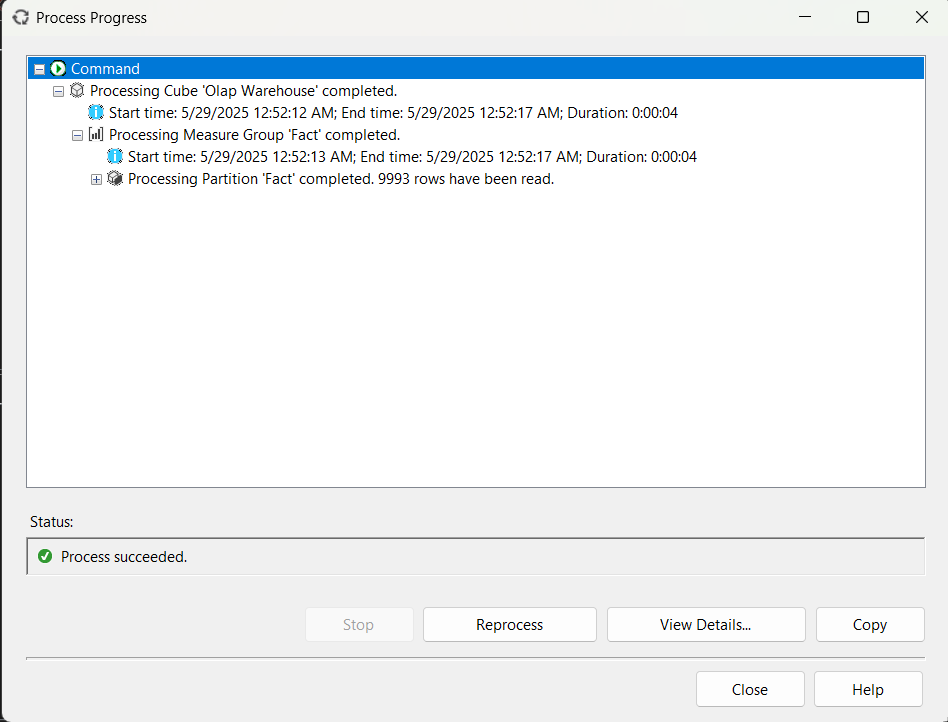 Process Progress
Command
Processing Cube 'Olap Warehouse' completed.
Start time: 5/29/2025 12:52:12 AM; End time: 5/29/2025 12:52:17 AM; Duration: 0:00:04
Processing Measure Group 'Fact' completed.
Start time: 5/29/2025 12:52:13 AM; End time: 5/29/2025 12:52:17 AM; Duration: 0:00:04
Processing Partition 'Fact' completed. 9993 rows have been read.
Status:
Process succeeded.
Stop Reprocess View Details... Copy
Close Help